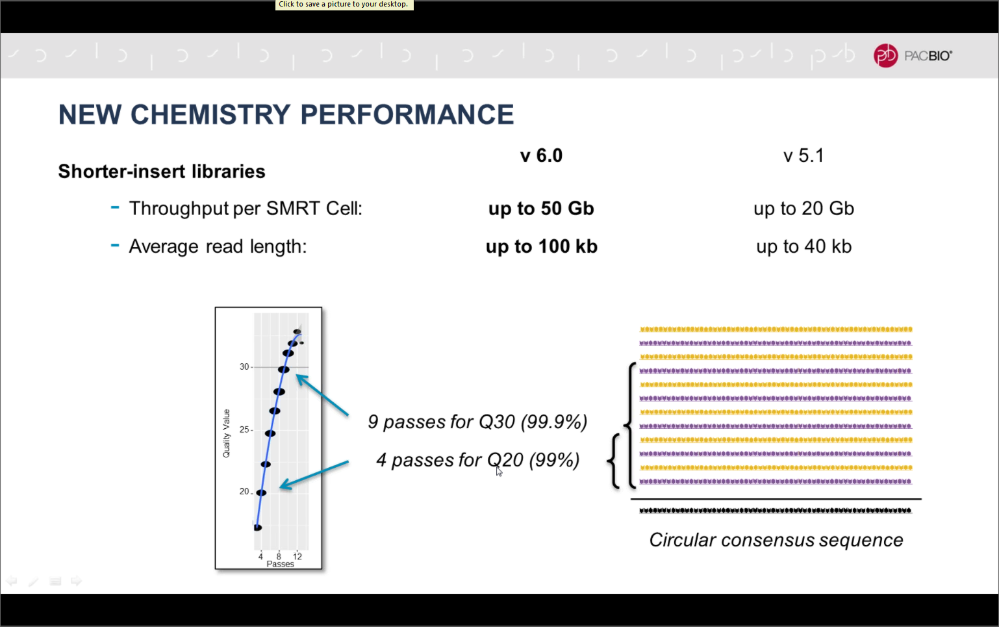 Click to save a picture to your desktop.
PACBIO®
NEW CHEMISTRY PERFORMANCE
v 6.0
v 5.1
Shorter-insert libraries
- Throughput per SMRT Cell:
up to 50 Gb
up to 20 Gb
- Average read length:
up to 100 kb
up to 40 kb
Quality Value
30
25
20
4 8 12
Passes
9 passes for Q30 (99.9%)
4 passes for Q20 (99%)
Circular consensus sequence